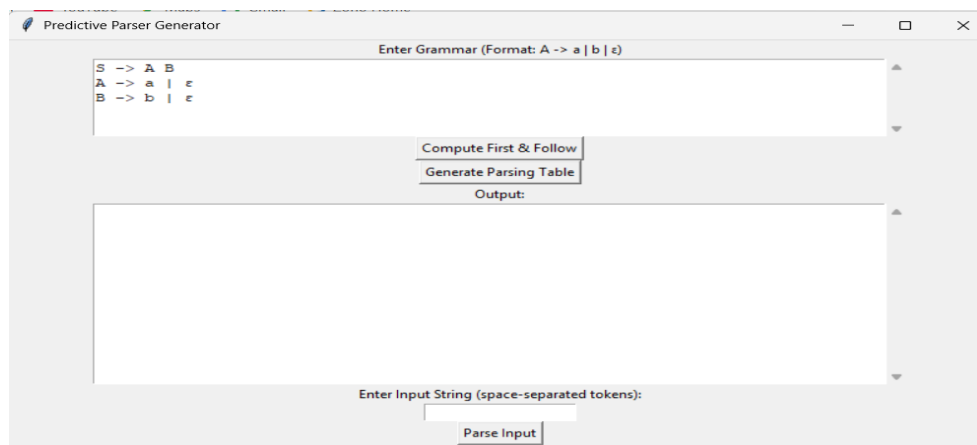 Predictive Parser Generator
Enter Grammar (Format: A -> a | b | ε)
S -> A B
A -> a | ε
B -> b | ε
Compute First & Follow
Generate Parsing Table
Output:
Enter Input String (space-separated tokens):
Parse Input